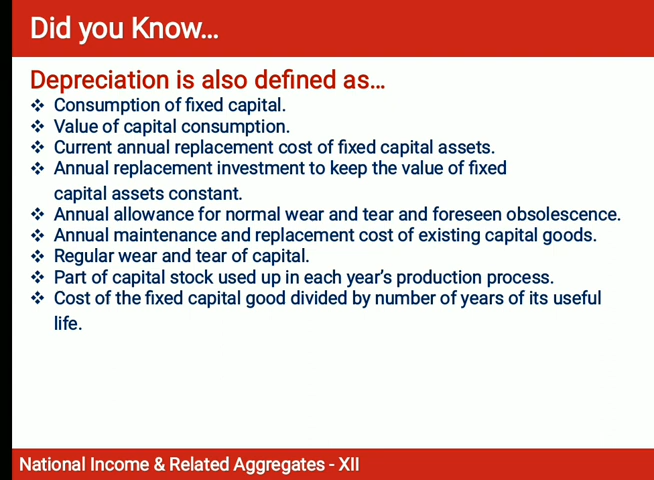 Did you Know...
Depreciation is also defined as...
❖ Consumption of fixed capital.
❖ Value of capital consumption.
❖ Current annual replacement cost of fixed capital assets.
❖ Annual replacement investment to keep the value of fixed
capital assets constant.
❖ Annual allowance for normal wear and tear and foreseen obsolescence.
❖ Annual maintenance and replacement cost of existing capital goods.
❖ Regular wear and tear of capital.
❖ Part of capital stock used up in each year's production process.
❖ Cost of the fixed capital good divided by number of years of its useful
life.
National Income & Related Aggregates - XII